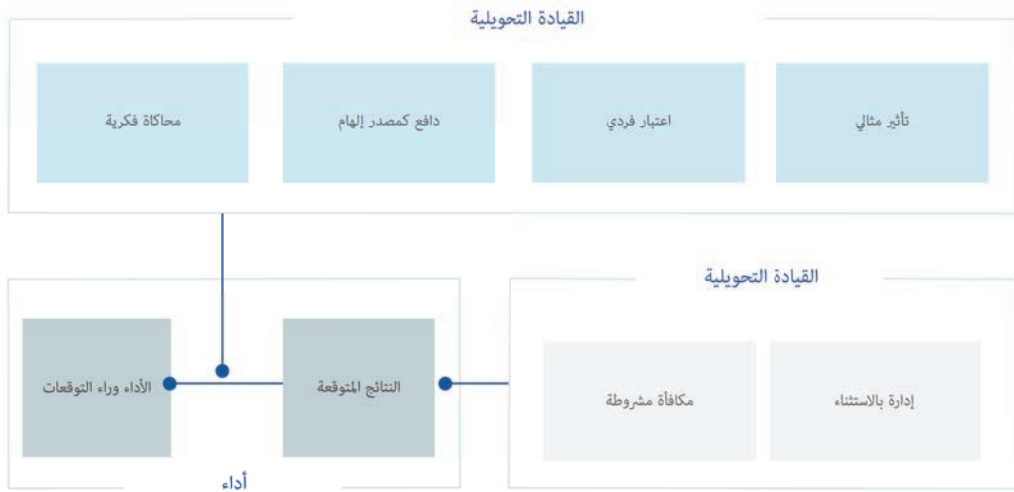 القيادة التحويلية
تأثير مثالي
اعتبار فردي
دافع كمصدر إلهام
محاكاة فكرية
القيادة التحويلية
إدارة بالاستثناء
مكافأة مشروطة
النتائج المتوقعة
الأداء وراء التوقعات
أداء